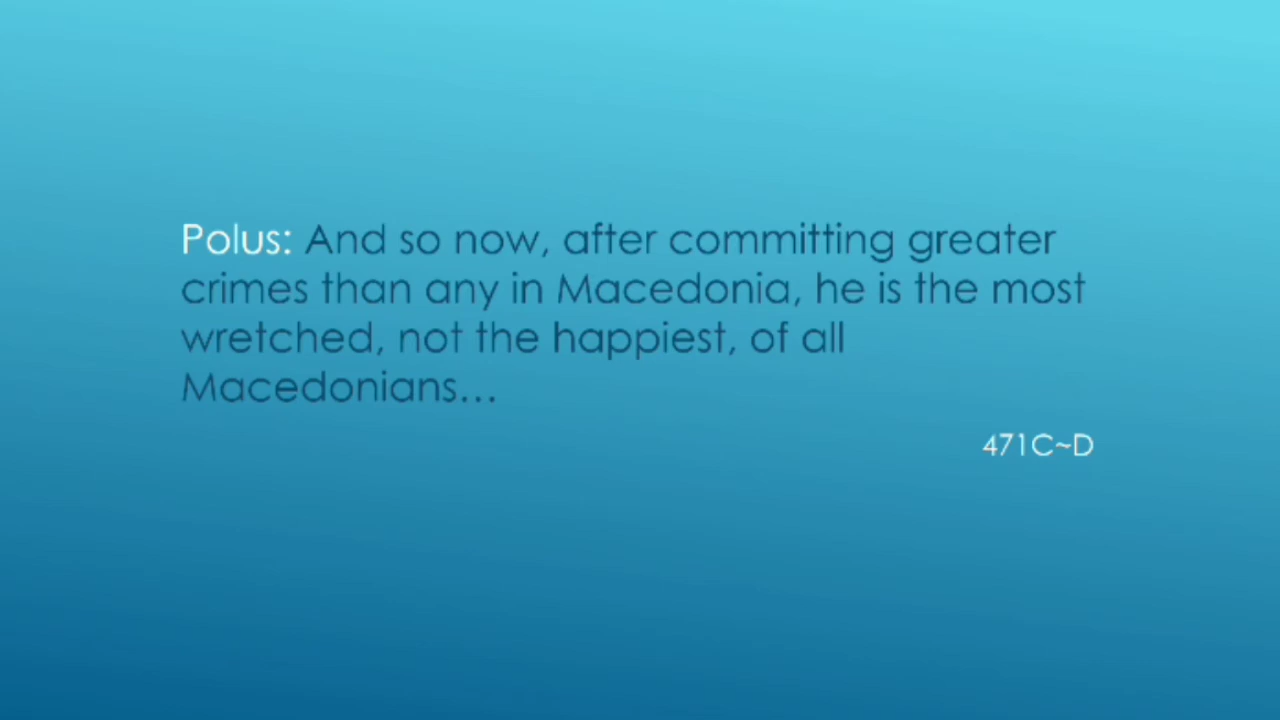 Polus: And so now, after committing greater
crimes than any in Macedonia, he is the most
wretched, not the happiest, of all
Macedonians…
471C~D